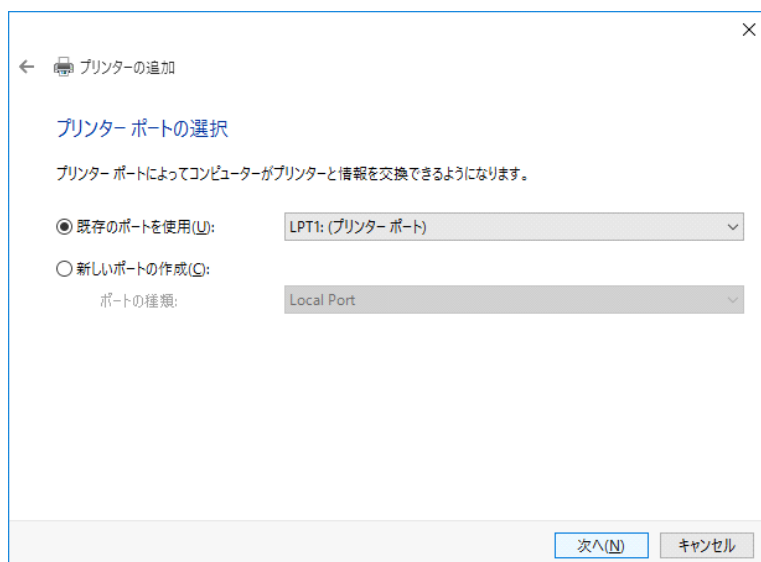 プリンターの追加
プリンター ポートの選択
プリンター ポートによってコンピューターがプリンターと情報を交換できるようになります。
既存のポートを使用(U): LPT1: (プリンター ポート)
新しいポートの作成(C):
ポートの種類: Local Port
次へ(N) キャンセル